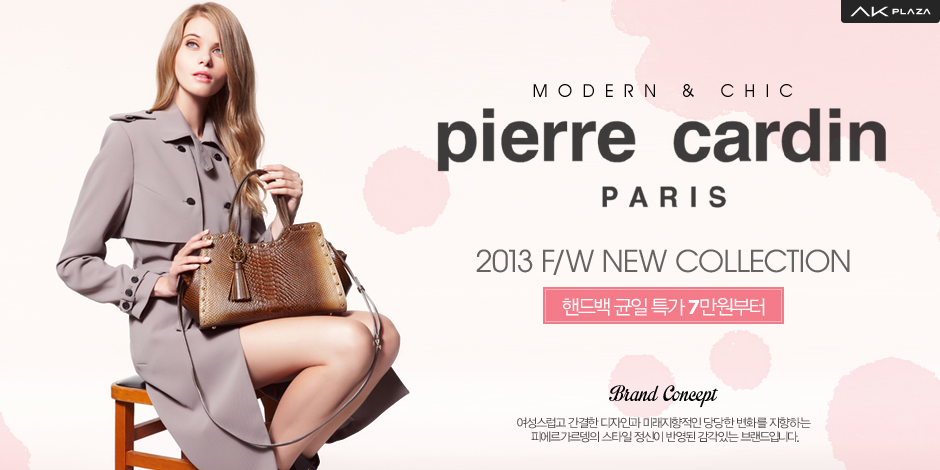 AK PLAZA
MODERN & CHIC
pierre cardin
PARIS
2013 F/W NEW COLLECTION
핸드백 균일 특가 7만원부터
Brand Concept
여성스럽고 간결한 디자인과 미래지향적인 당당한 변화를 지향하는
피에르가르뎅의 스타일 정신이 반영된 감각있는 브랜드입니다.